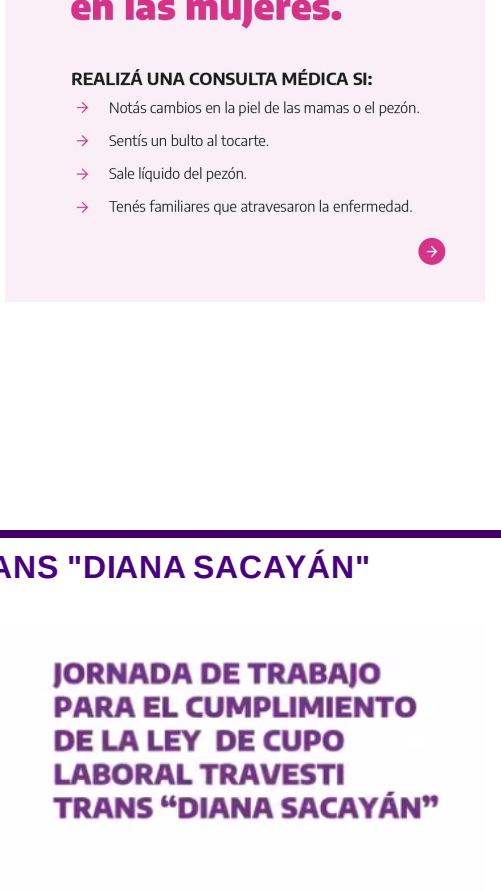 en las mujeres.
REALIZÁ UNA CONSULTA MÉDICA SI:
Notás cambios en la piel de las mamas o el pezón.
Sentís un bulto al tocarte.
Sale líquido del pezón.
Tenés familiares que atravesaron la enfermedad.
ANS "DIANA SACAYÁN"
JORNADA DE TRABAJO
PARA EL CUMPLIMIENTO
DE LA LEY DE CUPO
LABORAL TRAVESTI
TRANS “DIANA SACAYÁN”